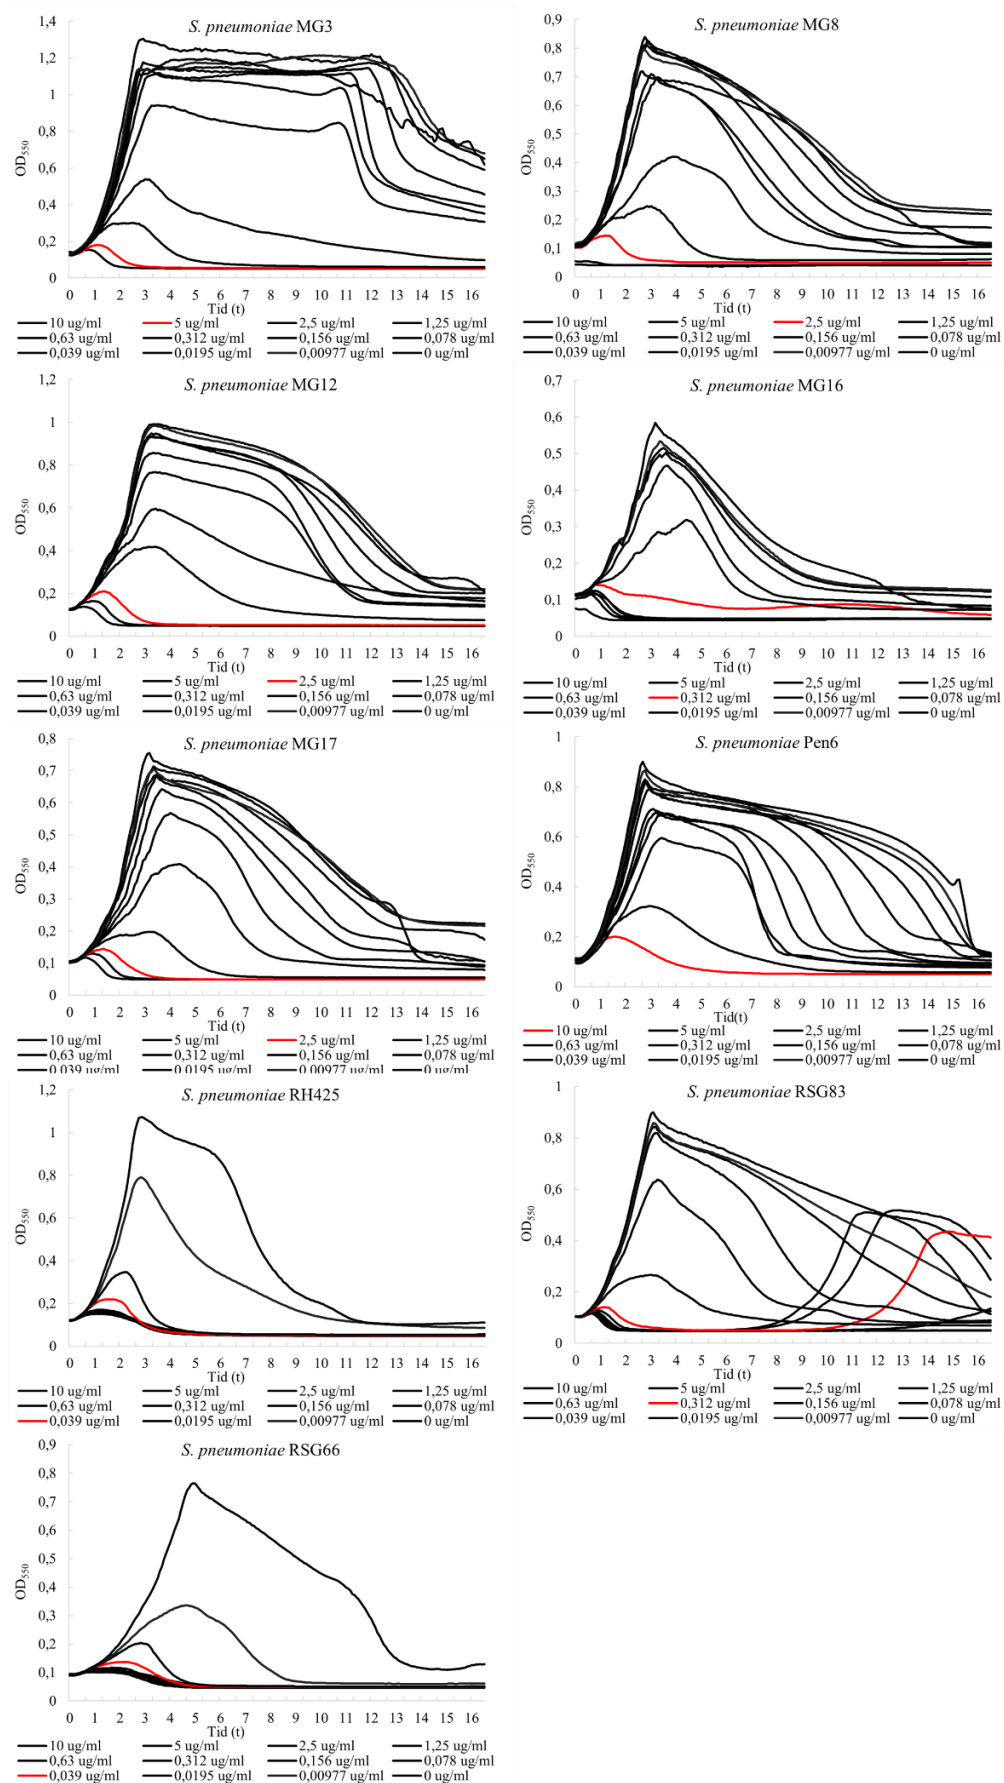 S. pneumoniae MG3
1,4
1,2
1
0,8
0,6
0,4
0,2
0
OD550
0 1 2 3 4 5 6 7 8 9 10 11 12 13 14 15 16
Tid (t)
10 ug/ml 5 ug/ml 2,5 ug/ml 1,25 ug/ml
0,63 ug/ml 0,312 ug/ml 0,156 ug/ml 0,078 ug/ml
0,039 ug/ml 0,0195 ug/ml 0,00977 ug/ml 0 ug/ml
S. pneumoniae MG8
0,9
0,8
0,7
0,6
0,5
0,4
0,3
0,2
0,1
0
OD550
0 1 2 3 4 5 6 7 8 9 10 11 12 13 14 15 16
Tid (t)
10 ug/ml 5 ug/ml 2,5 ug/ml 1,25 ug/ml
0,63 ug/ml 0,312 ug/ml 0,156 ug/ml 0,078 ug/ml
0,039 ug/ml 0,0195 ug/ml 0,00977 ug/ml 0 ug/ml
S. pneumoniae MG12
1,2
1
0,8
0,6
0,4
0,2
0
OD550
0 1 2 3 4 5 6 7 8 9 10 11 12 13 14 15 16
Tid (t)
10 ug/ml 5 ug/ml 2,5 ug/ml 1,25 ug/ml
0,63 ug/ml 0,312 ug/ml 0,156 ug/ml 0,078 ug/ml
0,039 ug/ml 0,0195 ug/ml 0,00977 ug/ml 0 ug/ml
S. pneumoniae MG16
0,7
0,6
0,5
0,4
0,3
0,2
0,1
0
OD550
0 1 2 3 4 5 6 7 8 9 10 11 12 13 14 15 16
Tid (t)
10 ug/ml 5 ug/ml 2,5 ug/ml 1,25 ug/ml
0,63 ug/ml 0,312 ug/ml 0,156 ug/ml 0,078 ug/ml
0,039 ug/ml 0,0195 ug/ml 0,00977 ug/ml 0 ug/ml
S. pneumoniae MG17
0,8
0,7
0,6
0,5
0,4
0,3
0,2
0,1
0
OD550
0 1 2 3 4 5 6 7 8 9 10 11 12 13 14 15 16
Tid (t)
10 ug/ml 5 ug/ml 2,5 ug/ml 1,25 ug/ml
0,63 ug/ml 0,312 ug/ml 0,156 ug/ml 0,078 ug/ml
0,039 ug/ml 0,0195 ug/ml 0,00977 ug/ml 0 ug/ml
S. pneumoniae Pen6
1
0,8
0,6
0,4
0,2
0
OD550
0 1 2 3 4 5 6 7 8 9 10 11 12 13 14 15 16
Tid(t)
10 ug/ml 5 ug/ml 2,5 ug/ml 1,25 ug/ml
0,63 ug/ml 0,312 ug/ml 0,156 ug/ml 0,078 ug/ml
0,039 ug/ml 0,0195 ug/ml 0,00977 ug/ml 0 ug/ml
S. pneumoniae RH425
1,2
1
0,8
0,6
0,4
0,2
0
OD550
0 1 2 3 4 5 6 7 8 9 10 11 12 13 14 15 16
Tid (t)
10 ug/ml 5 ug/ml 2,5 ug/ml 1,25 ug/ml
0,63 ug/ml 0,312 ug/ml 0,156 ug/ml 0,078 ug/ml
0,039 ug/ml 0,0195 ug/ml 0,00977 ug/ml 0 ug/ml
S. pneumoniae RSG83
1
0,8
0,6
0,4
0,2
0
OD550
0 1 2 3 4 5 6 7 8 9 10 11 12 13 14 15 16
Tid (t)
10 ug/ml 5 ug/ml 2,5 ug/ml 1,25 ug/ml
0,63 ug/ml 0,312 ug/ml 0,156 ug/ml 0,078 ug/ml
0,039 ug/ml 0,0195 ug/ml 0,00977 ug/ml 0 ug/ml
S. pneumoniae RSG66
0,9
0,8
0,7
0,6
0,5
0,4
0,3
0,2
0,1
0
OD550
0 1 2 3 4 5 6 7 8 9 10 11 12 13 14 15 16
Tid (t)
10 ug/ml 5 ug/ml 2,5 ug/ml 1,25 ug/ml
0,63 ug/ml 0,312 ug/ml 0,156 ug/ml 0,078 ug/ml
0,039 ug/ml 0,0195 ug/ml 0,00977 ug/ml 0 ug/ml